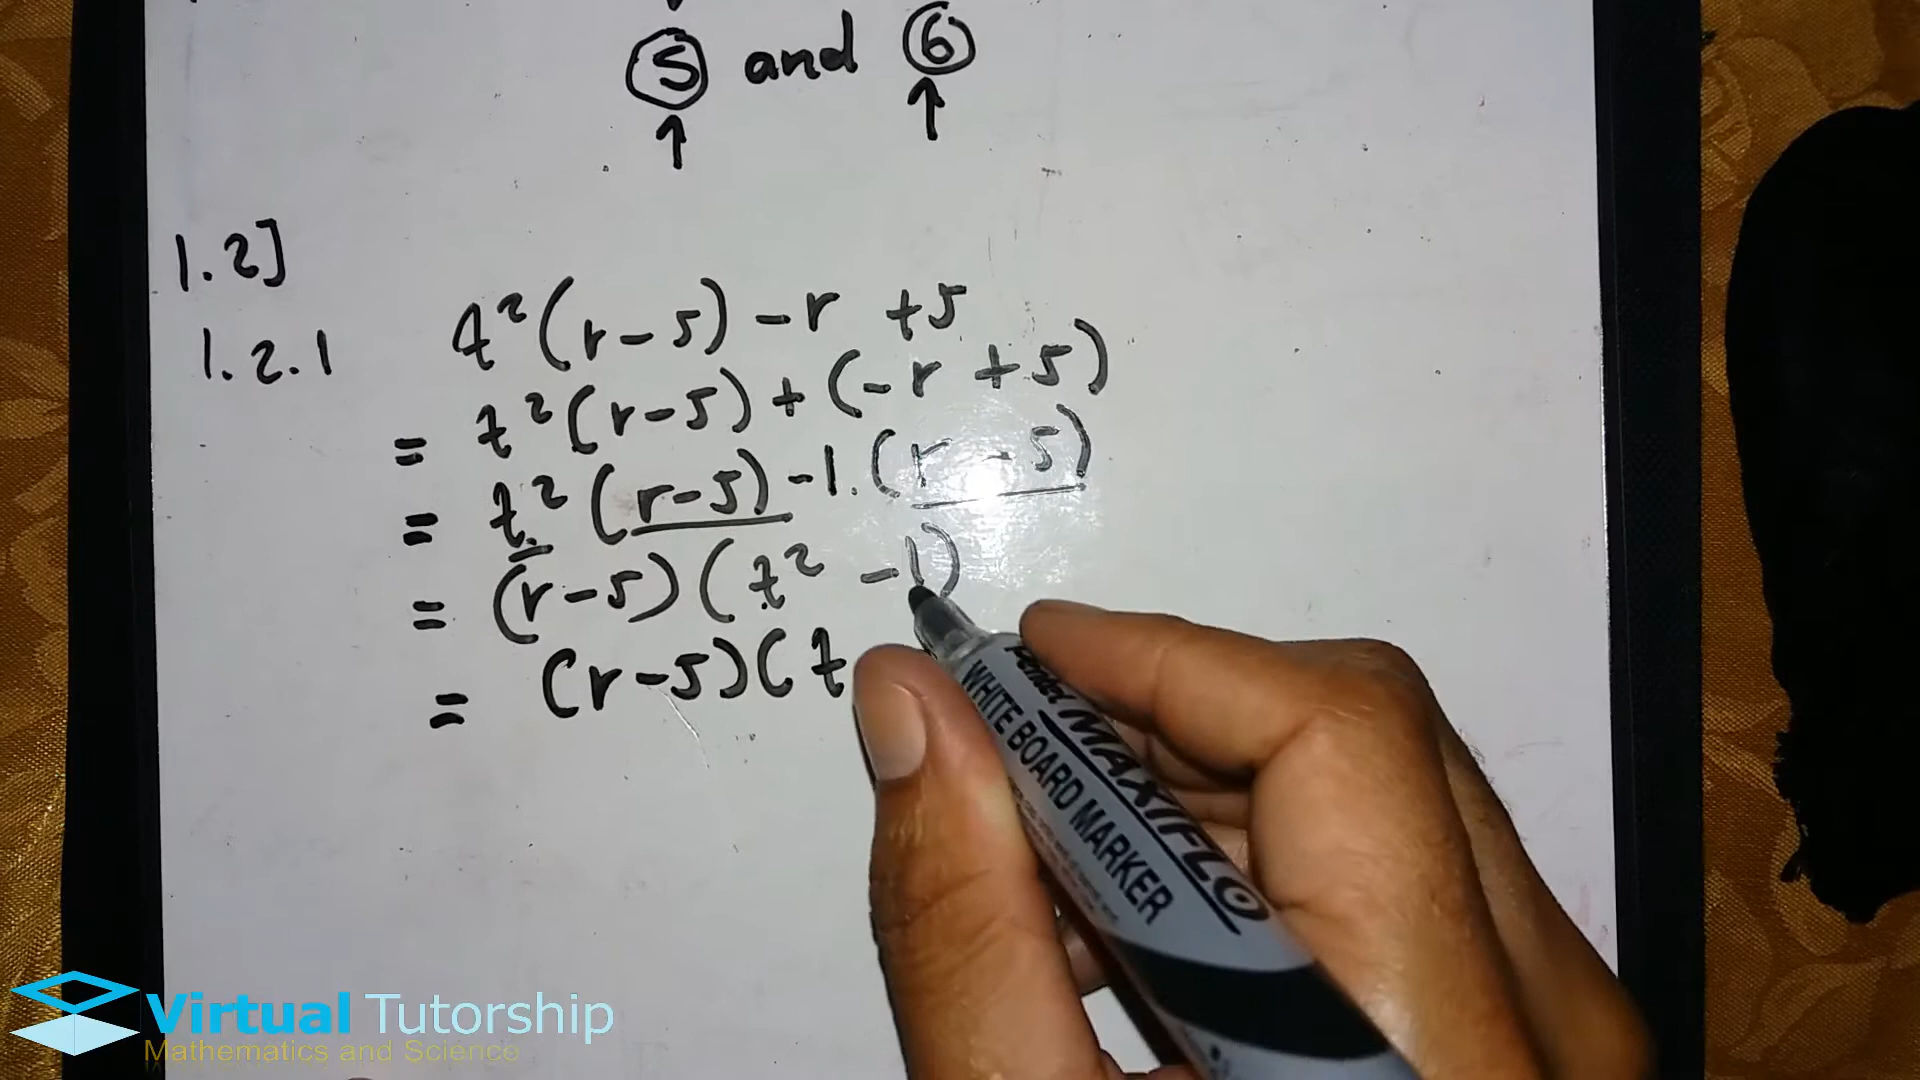 5 and 6
↑ ↑
1.2]
1.2.1 t²(r-5) -r +5
= t²(r-5) + (-r +5)
= t²(r-5) -1.(r -5)
= (r-5)(t² -1)
= (r-5)(t
Pentel MAXIFLO
WHITE BOARD MARKER
Virtual Tutorship
Mathematics and Science